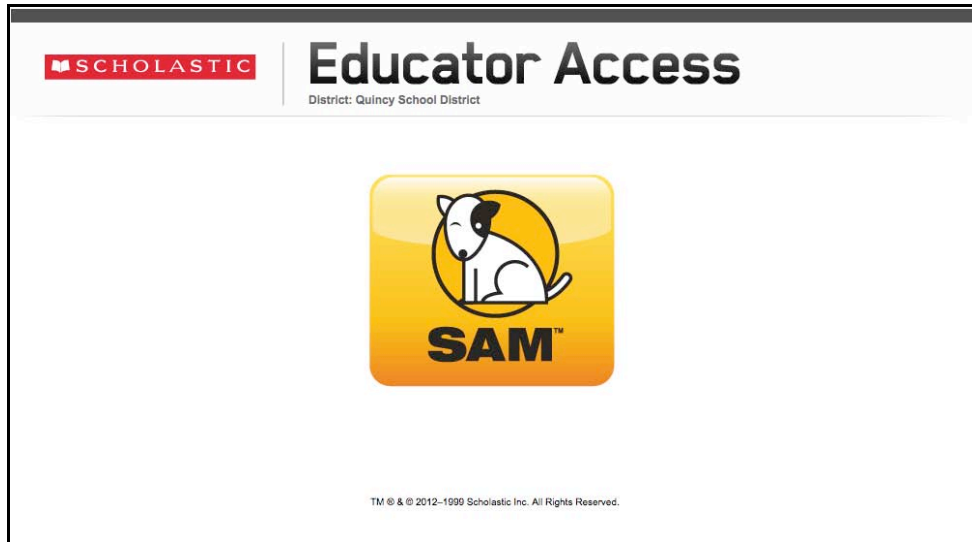 SCHOLASTIC
Educator Access
District: Quincy School District
SAM™
TM ® & © 2012–1999 Scholastic Inc. All Rights Reserved.